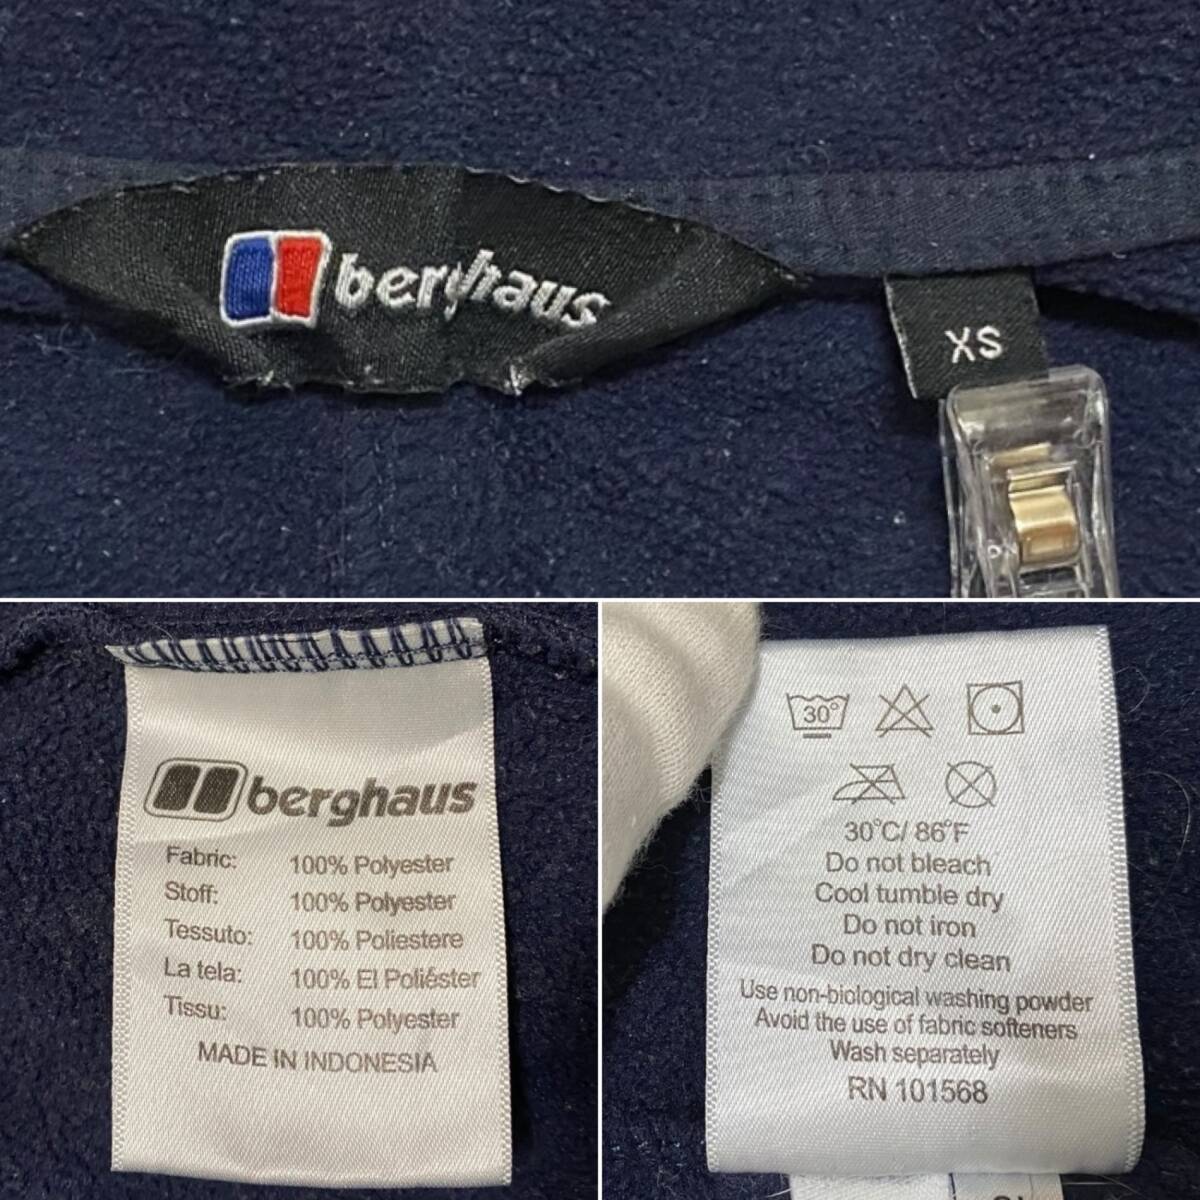 berghaus
XS
berghaus
Fabric: 100% Polyester
Stoff: 100% Polyester
Tessuto: 100% Poliestere
La tela: 100% El Poliéster
Tissu: 100% Polyester
MADE IN INDONESIA
30°
30°C/ 86°F
Do not bleach
Cool tumble dry
Do not iron
Do not dry clean
Use non-biological washing powder
Avoid the use of fabric softeners
Wash separately
RN 101568